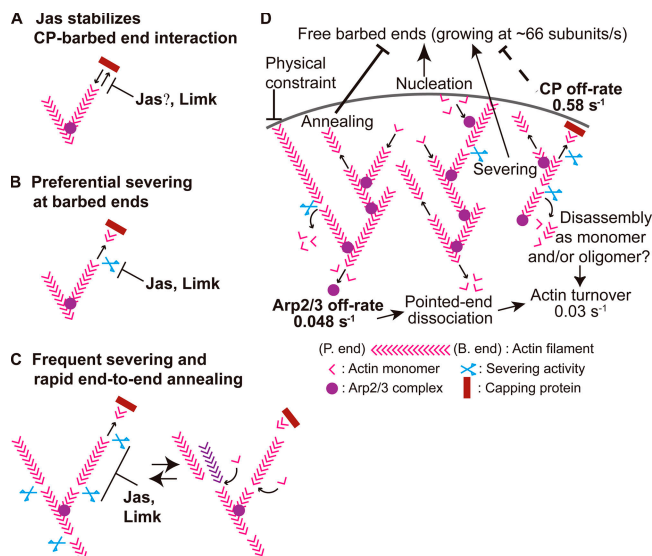 A Jas stabilizes
CP-barbed end interaction
Jas?, Limk
B Preferential severing
at barbed ends
Jas, Limk
C Frequent severing and
rapid end-to-end annealing
Jas,
Limk
D
Free barbed ends (growing at ~66 subunits/s)
Physical
constraint
Annealing
Nucleation
CP off-rate
0.58 s⁻¹
Severing
Disassembly
as monomer
and/or oligomer?
Arp2/3 off-rate
0.048 s⁻¹
Pointed-end
dissociation
Actin turnover
0.03 s⁻¹
(P. end) (B. end) : Actin filament
: Actin monomer : Severing activity
: Arp2/3 complex : Capping protein